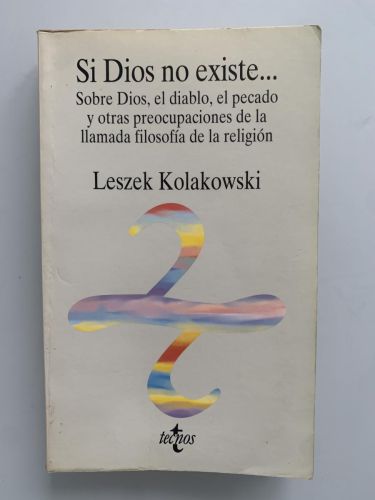 Si Dios no existe...
Sobre Dios, el diablo, el pecado
y otras preocupaciones de la
llamada filosofía de la religión
Leszek Kolakowski
tecnos